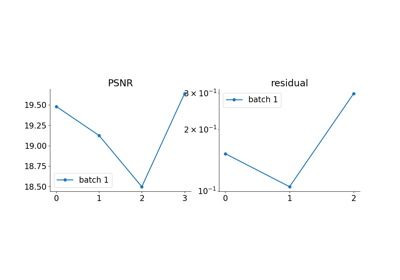 PSNR
19.50
19.25
19.00
18.75
18.50
batch 1
0 1 2 3
residual
3 × 10⁻¹
2 × 10⁻¹
10⁻¹
batch 1
0 1 2